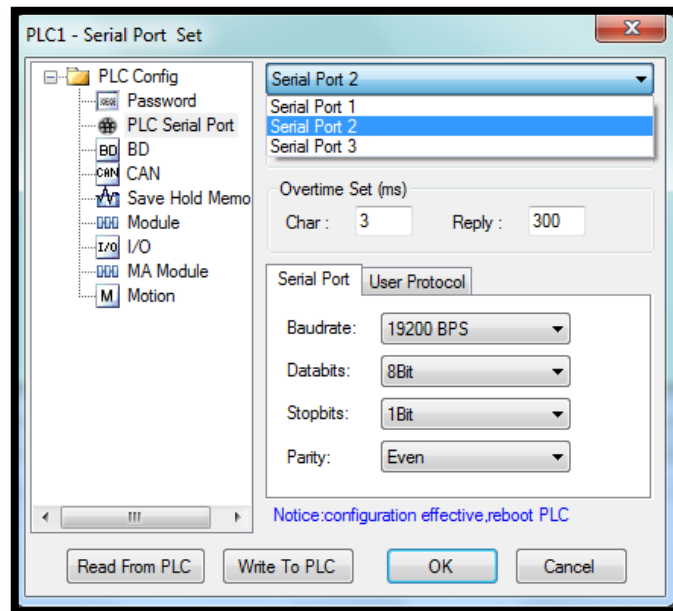 PLC1 - Serial Port Set
PLC Config
Password
PLC Serial Port
BD BD
CAN CAN
Save Hold Memo
Module
I/O I/O
MA Module
M Motion
Serial Port 2
Serial Port 1
Serial Port 2
Serial Port 3
Overtime Set (ms)
Char : 3 Reply : 300
Serial Port User Protocol
Baudrate: 19200 BPS
Databits: 8Bit
Stopbits: 1Bit
Parity: Even
Notice:configuration effective,reboot PLC
Read From PLC Write To PLC OK Cancel